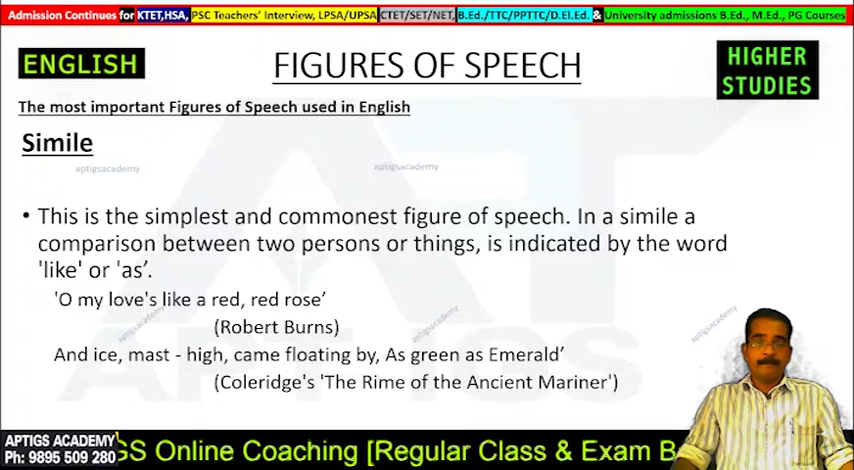 Admission Continues for KTET,HSA, PSC Teachers' Interview, LPSA/UPSA CTET/SET/NET, B.Ed./TTC/PPTTC/D.El.Ed. & University admissions B.Ed., M.Ed., PG Courses
ENGLISH
FIGURES OF SPEECH
HIGHER
STUDIES
The most important Figures of Speech used in English
Simile
aptigsacademy
aptigsacademy
• This is the simplest and commonest figure of speech. In a simile a
comparison between two persons or things, is indicated by the word
'like' or 'as’.
'O my love's like a red, red rose’
(Robert Burns)
aptigsacademy
aptigsacademy
aptigsacademy
And ice, mast - high, came floating by, As green as Emerald’
(Coleridge's 'The Rime of the Ancient Mariner')
APTIGS
APTIGS ACADEMY
Ph: 9895 509 280
GS Online Coaching [Regular Class & Exam B